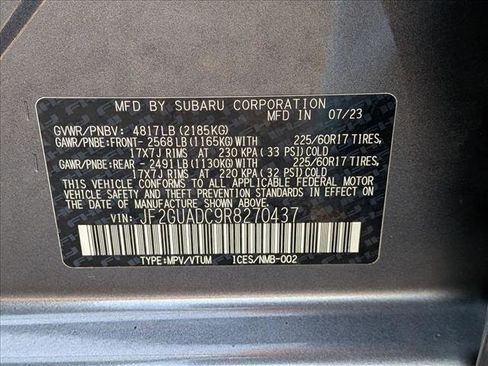 MFD BY SUBARU CORPORATION
GVWR/PNBV: 4817LB (2185KG) MFD IN 07/23
GAWR/PNBE:FRONT- 2568LB (1165KG) WITH 225/60R17 TIRES,
17X7J RIMS AT 230 KPA (33 PSI) COLD
GAWR/PNBE:REAR - 2491LB (1130KG) WITH 225/60R17 TIRES,
17X7J RIMS AT 220 KPA (32 PSI) COLD
THIS VEHICLE CONFORMS TO ALL APPLICABLE FEDERAL MOTOR VEHICLE
SAFETY, BUMPER, AND THEFT PREVENTION STANDARDS
IN EFFECT ON THE DATE OF MANUFACTURE SHOWN ABOVE.
VIN: JF2GUADC9R8270437
TYPE:MPV/VTUM ICES/NMB-002